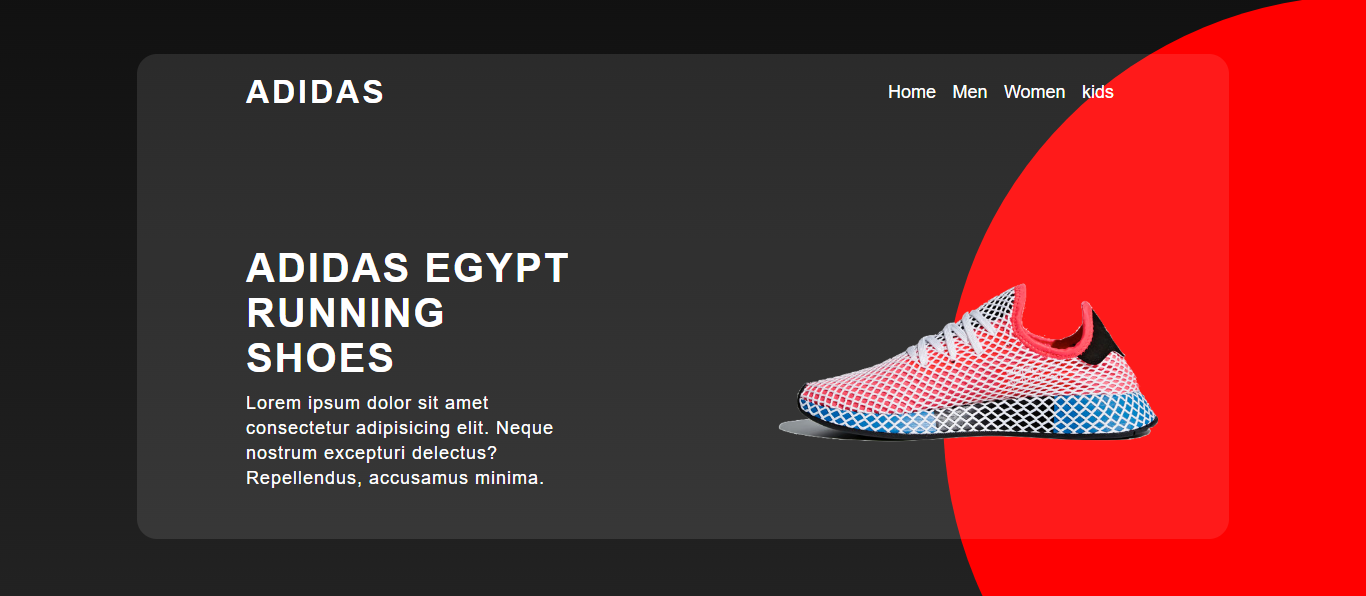 ADIDAS
Home Men Women kids
ADIDAS EGYPT
RUNNING
SHOES
Lorem ipsum dolor sit amet
consectetur adipisicing elit. Neque
nostrum excepturi delectus?
Repellendus, accusamus minima.